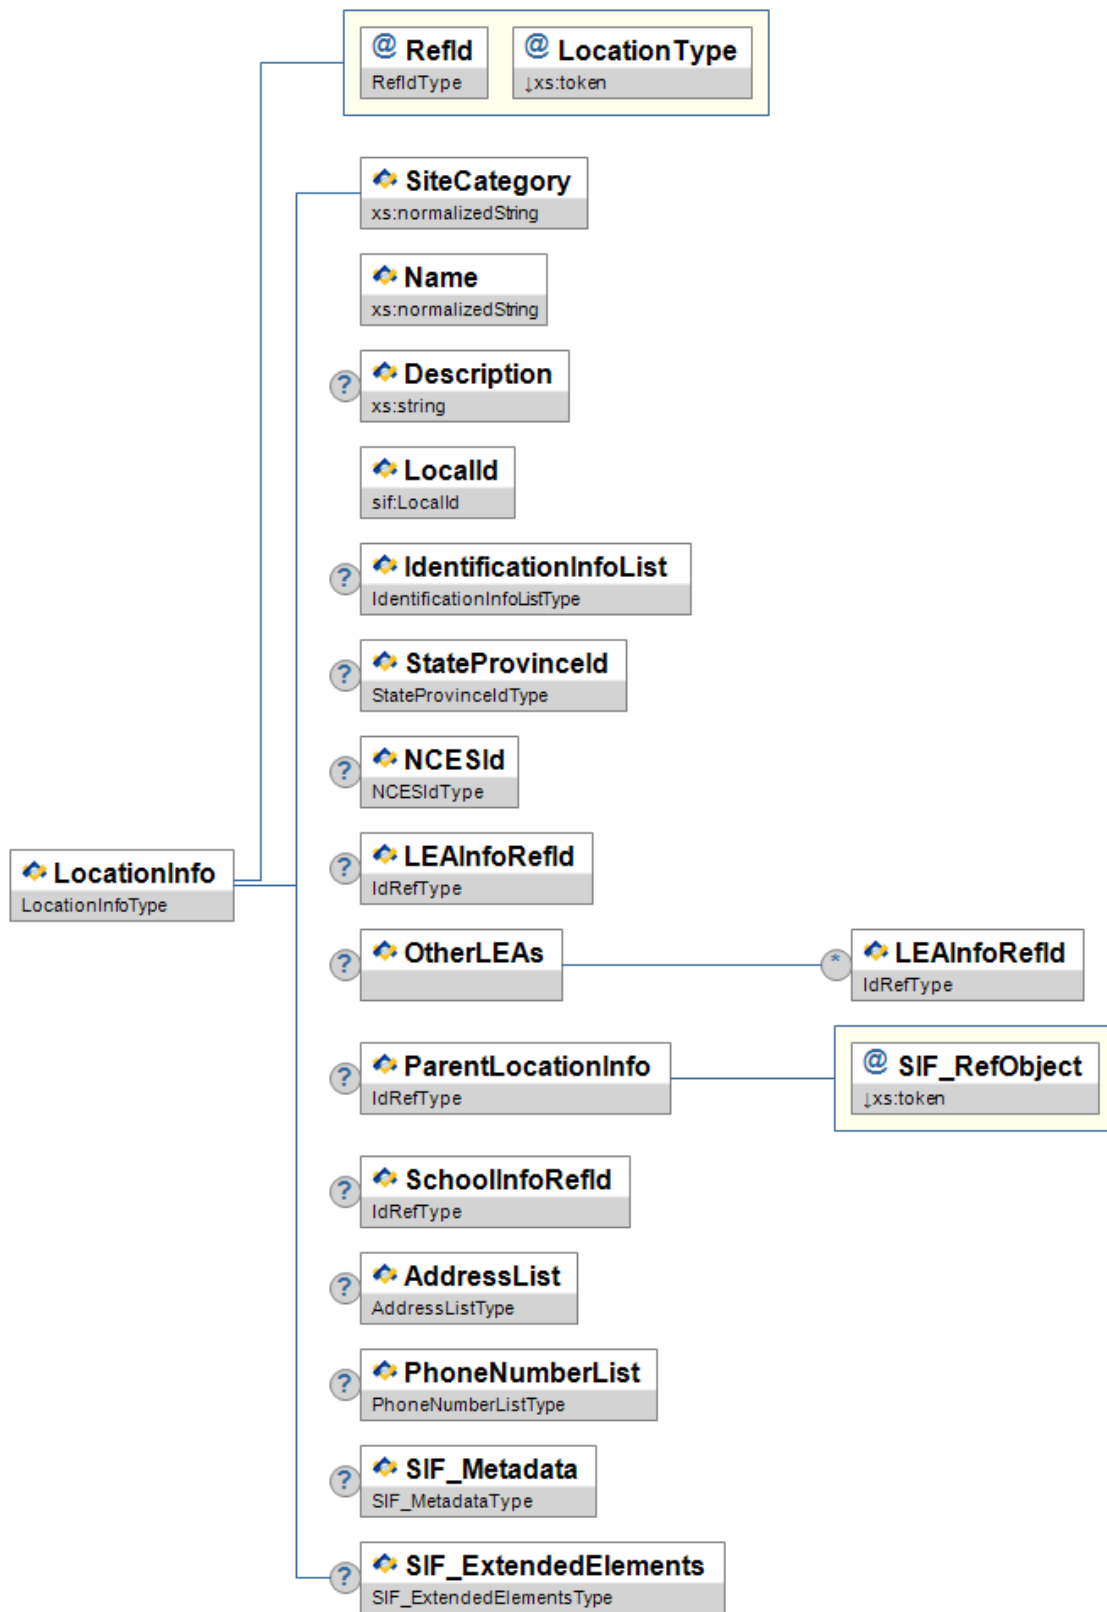 @ RefId
RefIdType
@ LocationType
↓xs:token
SiteCategory
xs:normalizedString
Name
xs:normalizedString
? Description
xs:string
LocalId
sif:LocalId
? IdentificationInfoList
IdentificationInfoListType
? StateProvinceId
StateProvinceIdType
? NCESId
NCESIdType
LocationInfo
LocationInfoType
? LEAInfoRefId
IdRefType
? OtherLEAs
* LEAInfoRefId
IdRefType
? ParentLocationInfo
IdRefType
@ SIF_RefObject
↓xs:token
? SchoolInfoRefId
IdRefType
? AddressList
AddressListType
? PhoneNumberList
PhoneNumberListType
? SIF_Metadata
SIF_MetadataType
? SIF_ExtendedElements
SIF_ExtendedElementsType